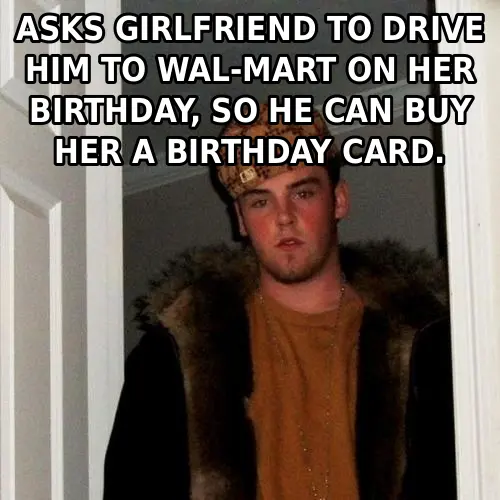 ASKS GIRLFRIEND TO DRIVE
HIM TO WAL-MART ON HER
BIRTHDAY, SO HE CAN BUY
HER A BIRTHDAY CARD.